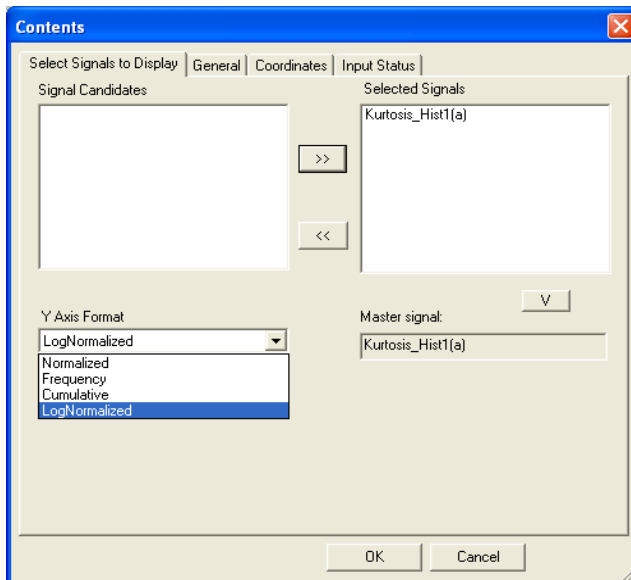 Contents
Select Signals to Display General Coordinates Input Status
Signal Candidates
Selected Signals
Kurtosis_Hist1(a)
>>
<<
V
Y Axis Format
LogNormalized
Normalized
Frequency
Cumulative
LogNormalized
Master signal:
Kurtosis_Hist1(a)
OK Cancel